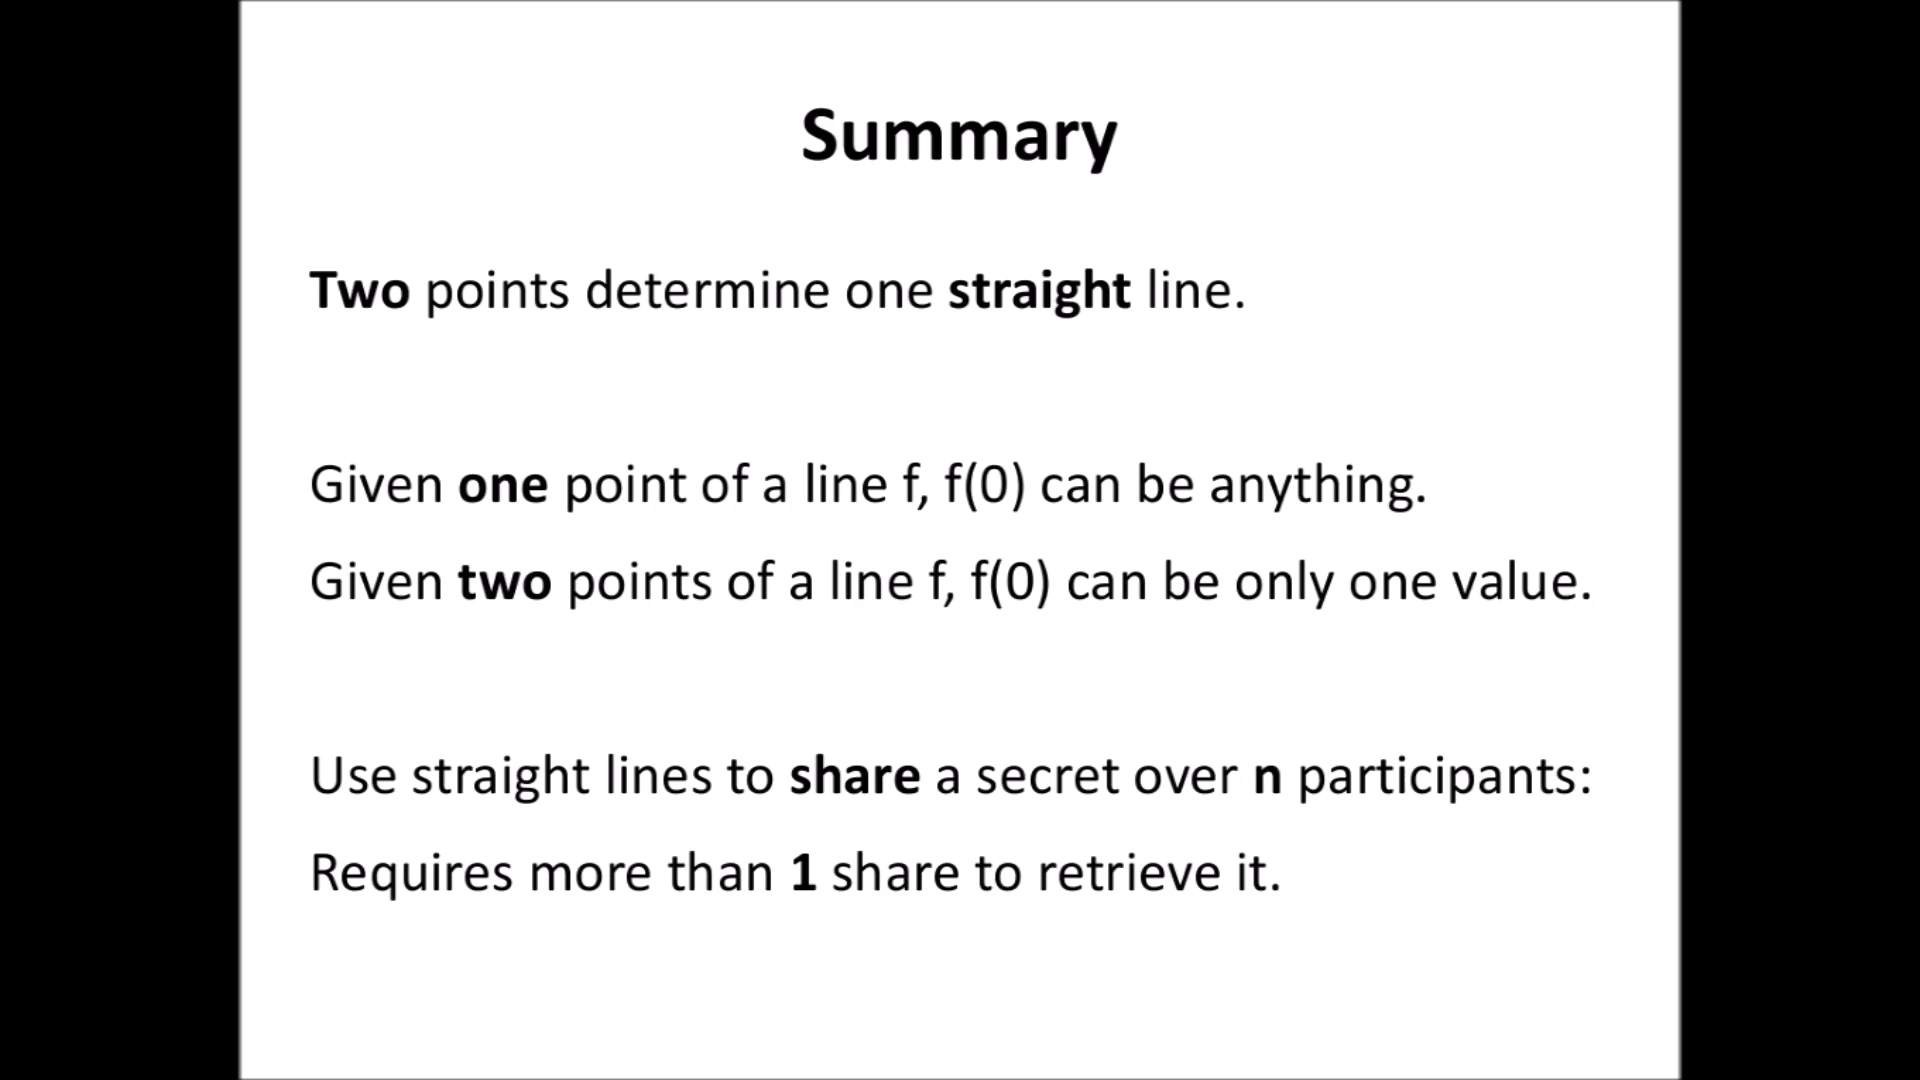 Summary
Two points determine one straight line.
Given one point of a line f, f(0) can be anything.
Given two points of a line f, f(0) can be only one value.
Use straight lines to share a secret over n participants:
Requires more than 1 share to retrieve it.